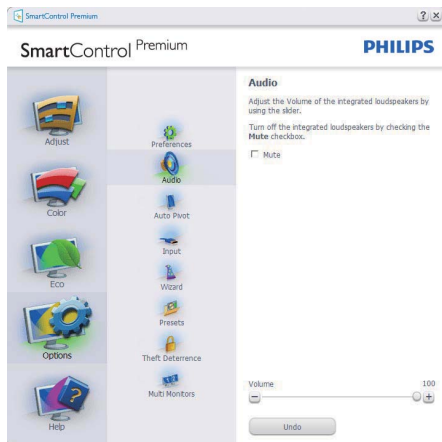 SmartControl Premium
SmartControl Premium
PHILIPS
Adjust
Color
Eco
Options
Help
Preferences
Audio
Auto Pivot
Input
Wizard
Presets
Theft Deterrence
Multi Monitors
Audio
Adjust the Volume of the integrated loudspeakers by
using the slider.
Turn off the integrated loudspeakers by checking the
Mute checkbox.
Mute
Volume 100
Undo